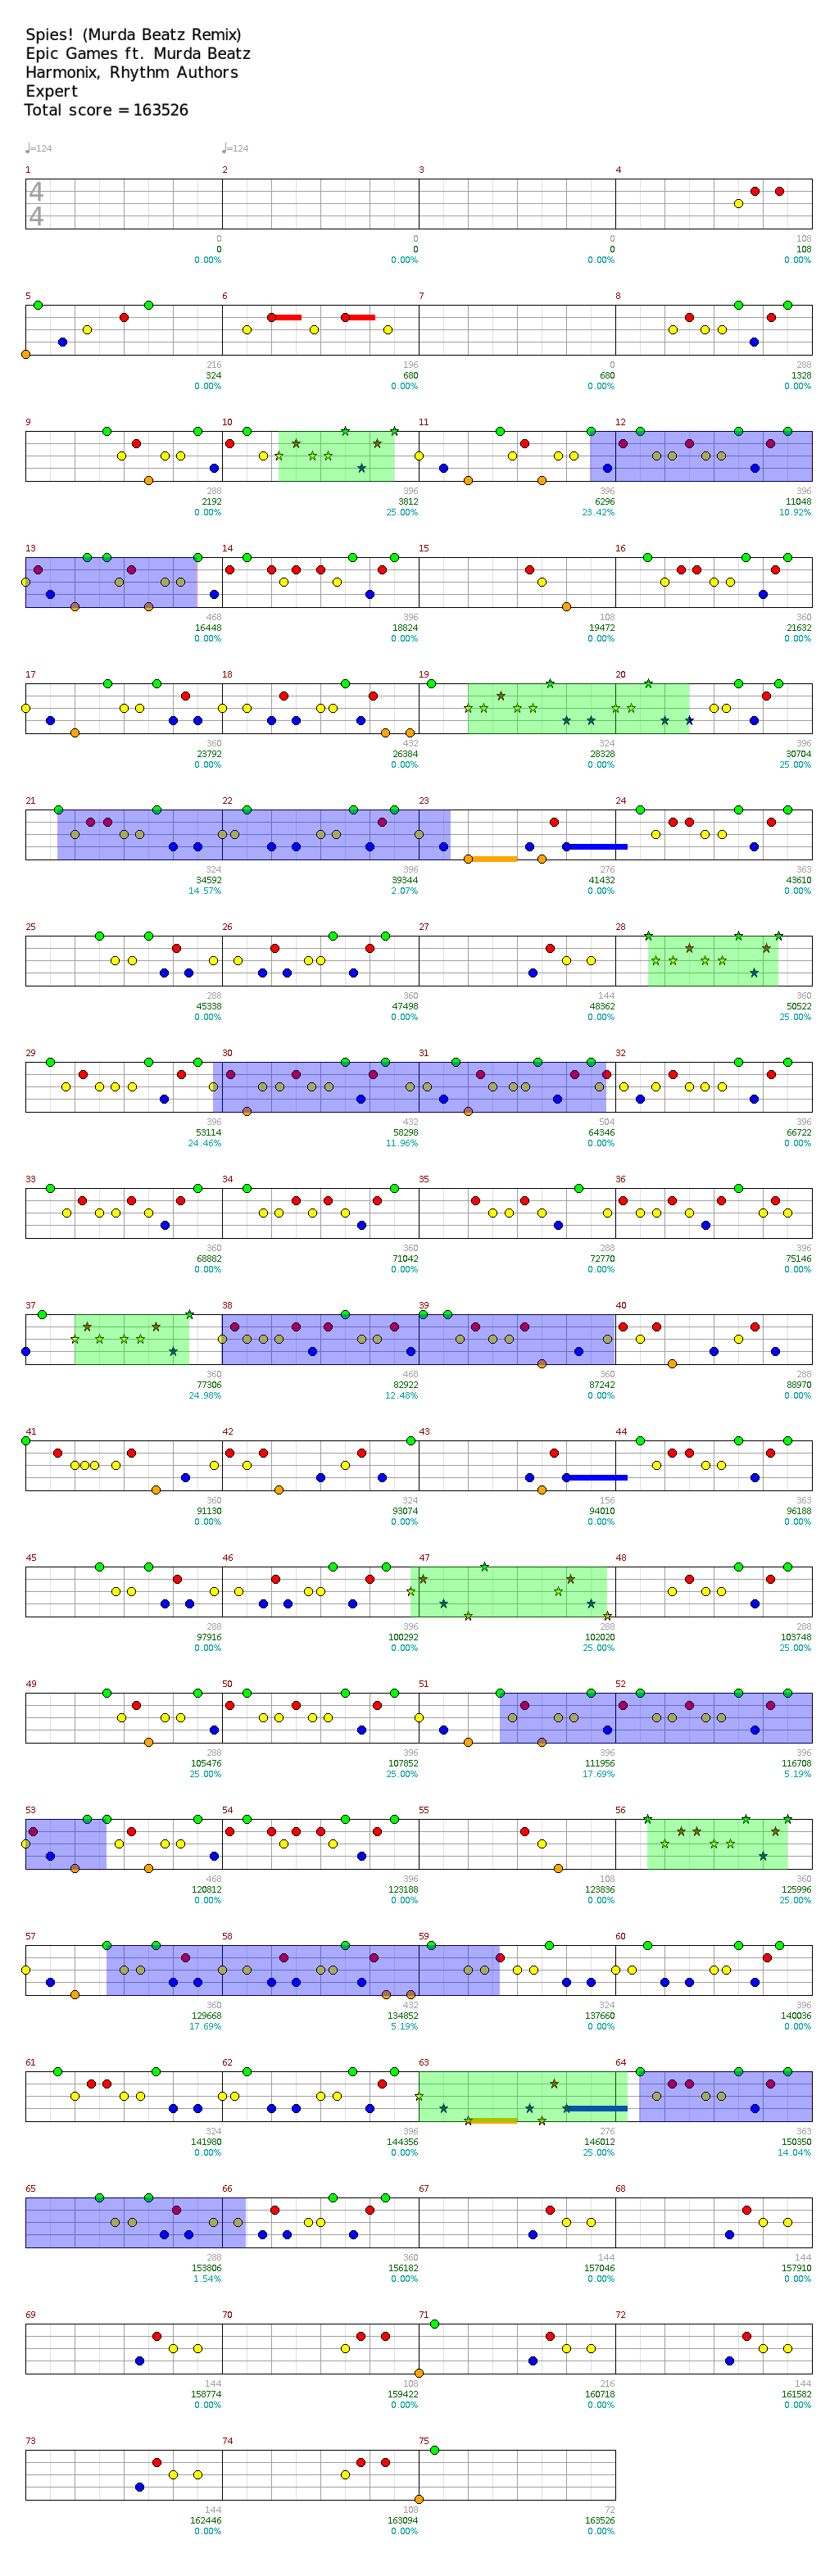 Spies! (Murda Beatz Remix)
Epic Games ft. Murda Beatz
Harmonix, Rhythm Authors
Expert
Total score = 163526
♩=124 ♩=124
1 2 3 4
4
4
0 0 0 108
0 0 0 108
0.00% 0.00% 0.00% 0.00%
5 6 7 8
216 196 0 288
324 680 680 1328
0.00% 0.00% 0.00% 0.00%
9 10 11 12
288 396 396 396
2192 3812 6296 11048
0.00% 25.00% 23.42% 10.92%
13 14 15 16
468 396 108 360
16448 18824 19472 21632
0.00% 0.00% 0.00% 0.00%
17 18 19 20
360 432 324 396
23792 26384 28328 30704
0.00% 0.00% 0.00% 25.00%
21 22 23 24
324 396 276 363
34592 39344 41432 43610
14.57% 2.07% 0.00% 0.00%
25 26 27 28
288 360 144 360
45338 47498 48362 50522
0.00% 0.00% 0.00% 25.00%
29 30 31 32
396 432 504 396
53114 58298 64346 66722
24.46% 11.96% 0.00% 0.00%
33 34 35 36
360 360 288 396
68882 71042 72770 75146
0.00% 0.00% 0.00% 0.00%
37 38 39 40
360 468 360 288
77306 82922 87242 88970
24.98% 12.48% 0.00% 0.00%
41 42 43 44
360 324 156 363
91130 93074 94010 96188
0.00% 0.00% 0.00% 0.00%
45 46 47 48
288 396 288 288
97916 100292 102020 103748
0.00% 0.00% 25.00% 25.00%
49 50 51 52
288 396 396 396
105476 107852 111956 116708
25.00% 25.00% 17.69% 5.19%
53 54 55 56
468 396 108 360
120812 123188 123836 125996
0.00% 0.00% 0.00% 25.00%
57 58 59 60
360 432 324 396
129668 134852 137660 140036
17.69% 5.19% 0.00% 0.00%
61 62 63 64
324 396 276 363
141980 144356 146012 150350
0.00% 0.00% 25.00% 14.04%
65 66 67 68
288 360 144 144
153806 156182 157046 157910
1.54% 0.00% 0.00% 0.00%
69 70 71 72
144 108 216 144
158774 159422 160718 161582
0.00% 0.00% 0.00% 0.00%
73 74 75
144 108 72
162446 163094 163526
0.00% 0.00% 0.00%